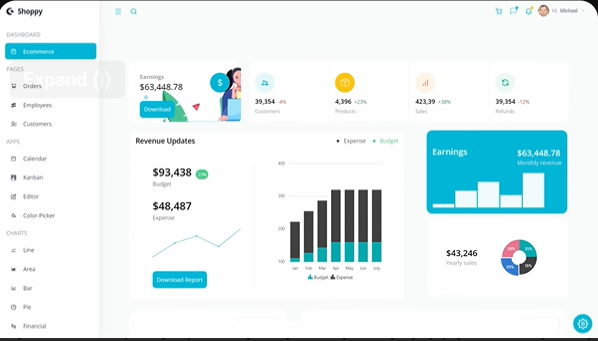 Shoppy
Hi, Michael
DASHBOARD
Ecommerce
PAGES
Expand (i)
Orders
Employees
Customers
APPS
Calendar
Kanban
Editor
Color-Picker
CHARTS
Line
Area
Bar
Pie
Financial
Earnings
$63,448.78
Download
$
39,354 -4%
Customers
4,396 +23%
Products
423,39 +38%
Sales
39,354 -12%
Refunds
Revenue Updates
Expense
Budget
$93,438 23%
Budget
$48,487
Expense
Download Report
400
300
200
100
Jan Feb Mar Apr May Jun July
Budget Expense
Earnings
$63,448.78
Monthly revenue
$43,246
Yearly sales
35%